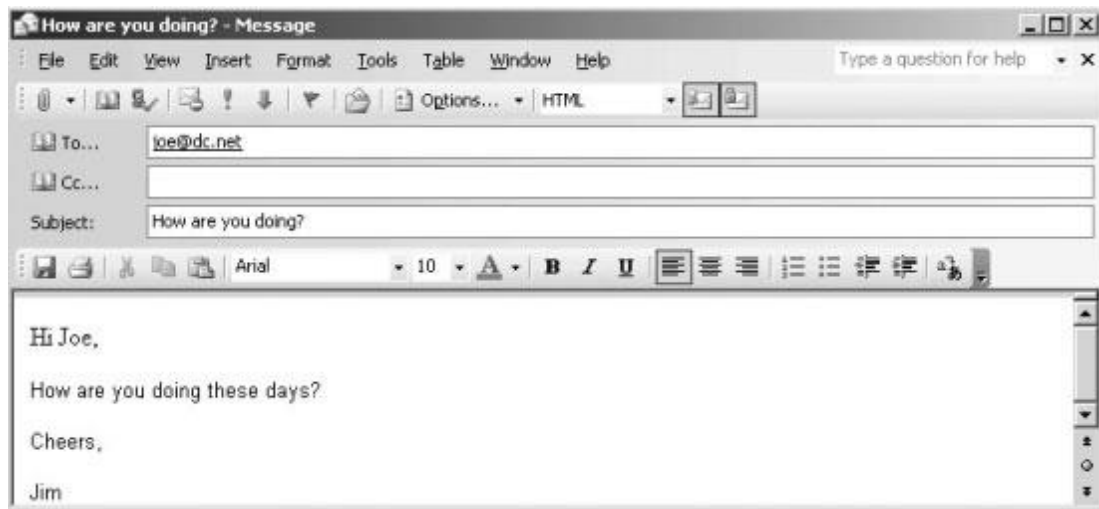 How are you doing? - Message
File Edit View Insert Format Tools Table Window Help Type a question for help
Options... HTML
To... joe@dc.net
Cc...
Subject: How are you doing?
Arial 10 A B I U
Hi Joe,
How are you doing these days?
Cheers,
Jim